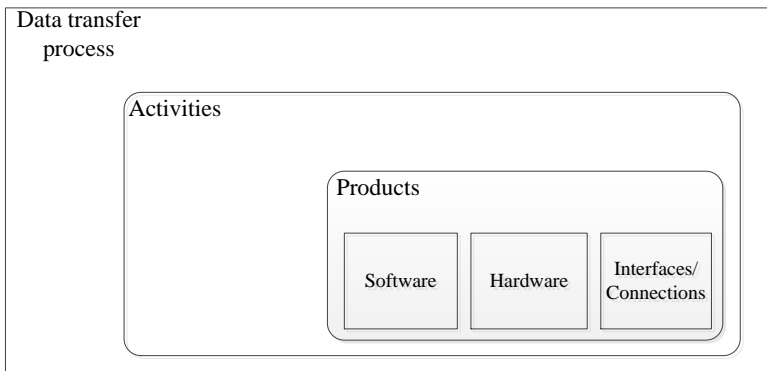 Data transfer
process
Activities
Products
Software
Hardware
Interfaces/
Connections